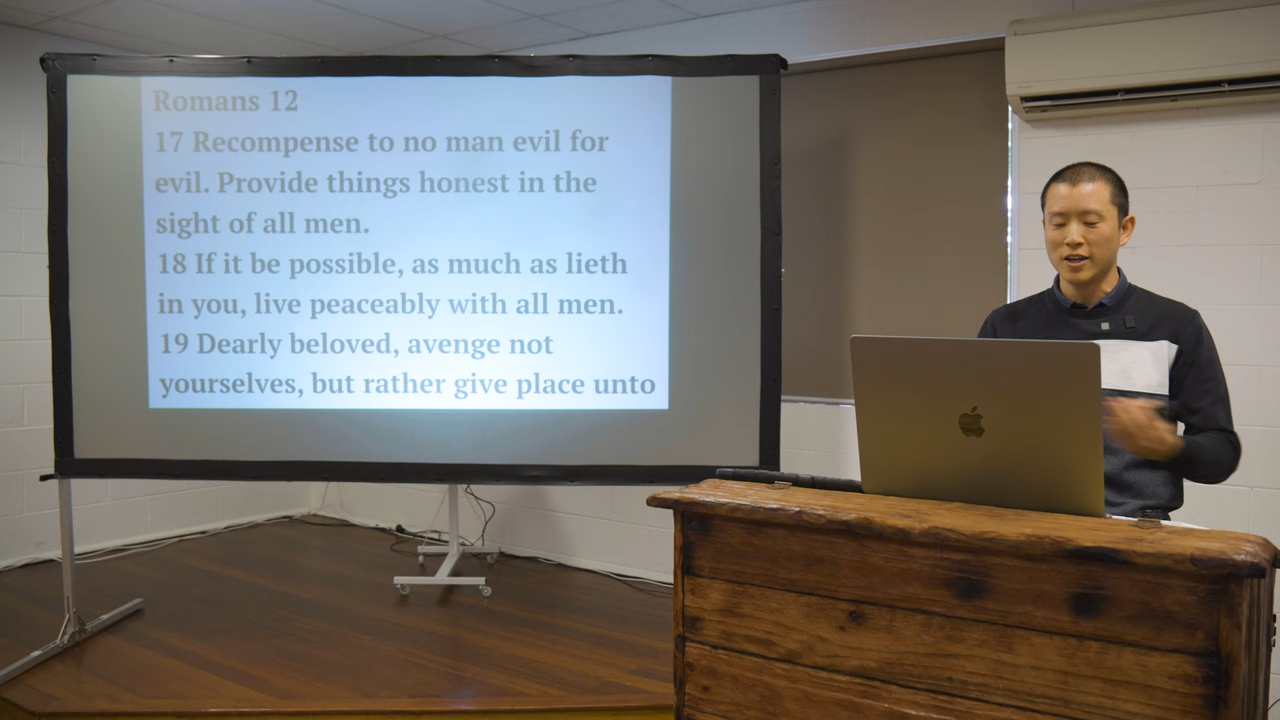 Romans 12
17 Recompense to no man evil for
evil. Provide things honest in the
sight of all men.
18 If it be possible, as much as lieth
in you, live peaceably with all men.
19 Dearly beloved, avenge not
yourselves, but rather give place unto